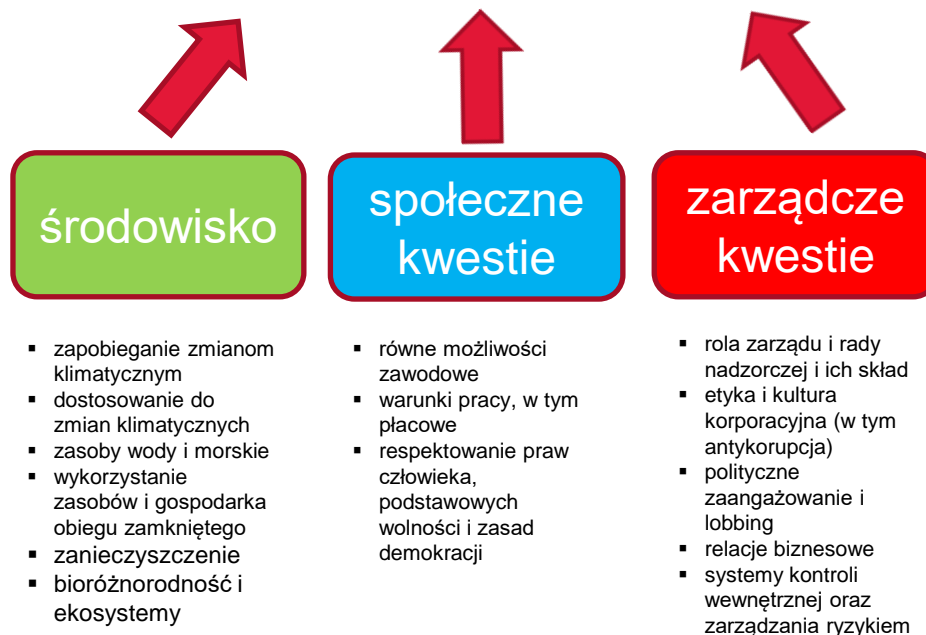 środowisko
społeczne
kwestie
zarządcze
kwestie
▪ zapobieganie zmianom
klimatycznym
▪ dostosowanie do
zmian klimatycznych
▪ zasoby wody i morskie
▪ wykorzystanie
zasobów i gospodarka
obiegu zamkniętego
▪ zanieczyszczenie
▪ bioróżnorodność i
ekosystemy
▪ równe możliwości
zawodowe
▪ warunki pracy, w tym
płacowe
▪ respektowanie praw
człowieka,
podstawowych
wolności i zasad
demokracji
▪ rola zarządu i rady
nadzorczej i ich skład
▪ etyka i kultura
korporacyjna (w tym
antykorupcja)
▪ polityczne
zaangażowanie i
lobbing
▪ relacje biznesowe
▪ systemy kontroli
wewnętrznej oraz
zarządzania ryzykiem